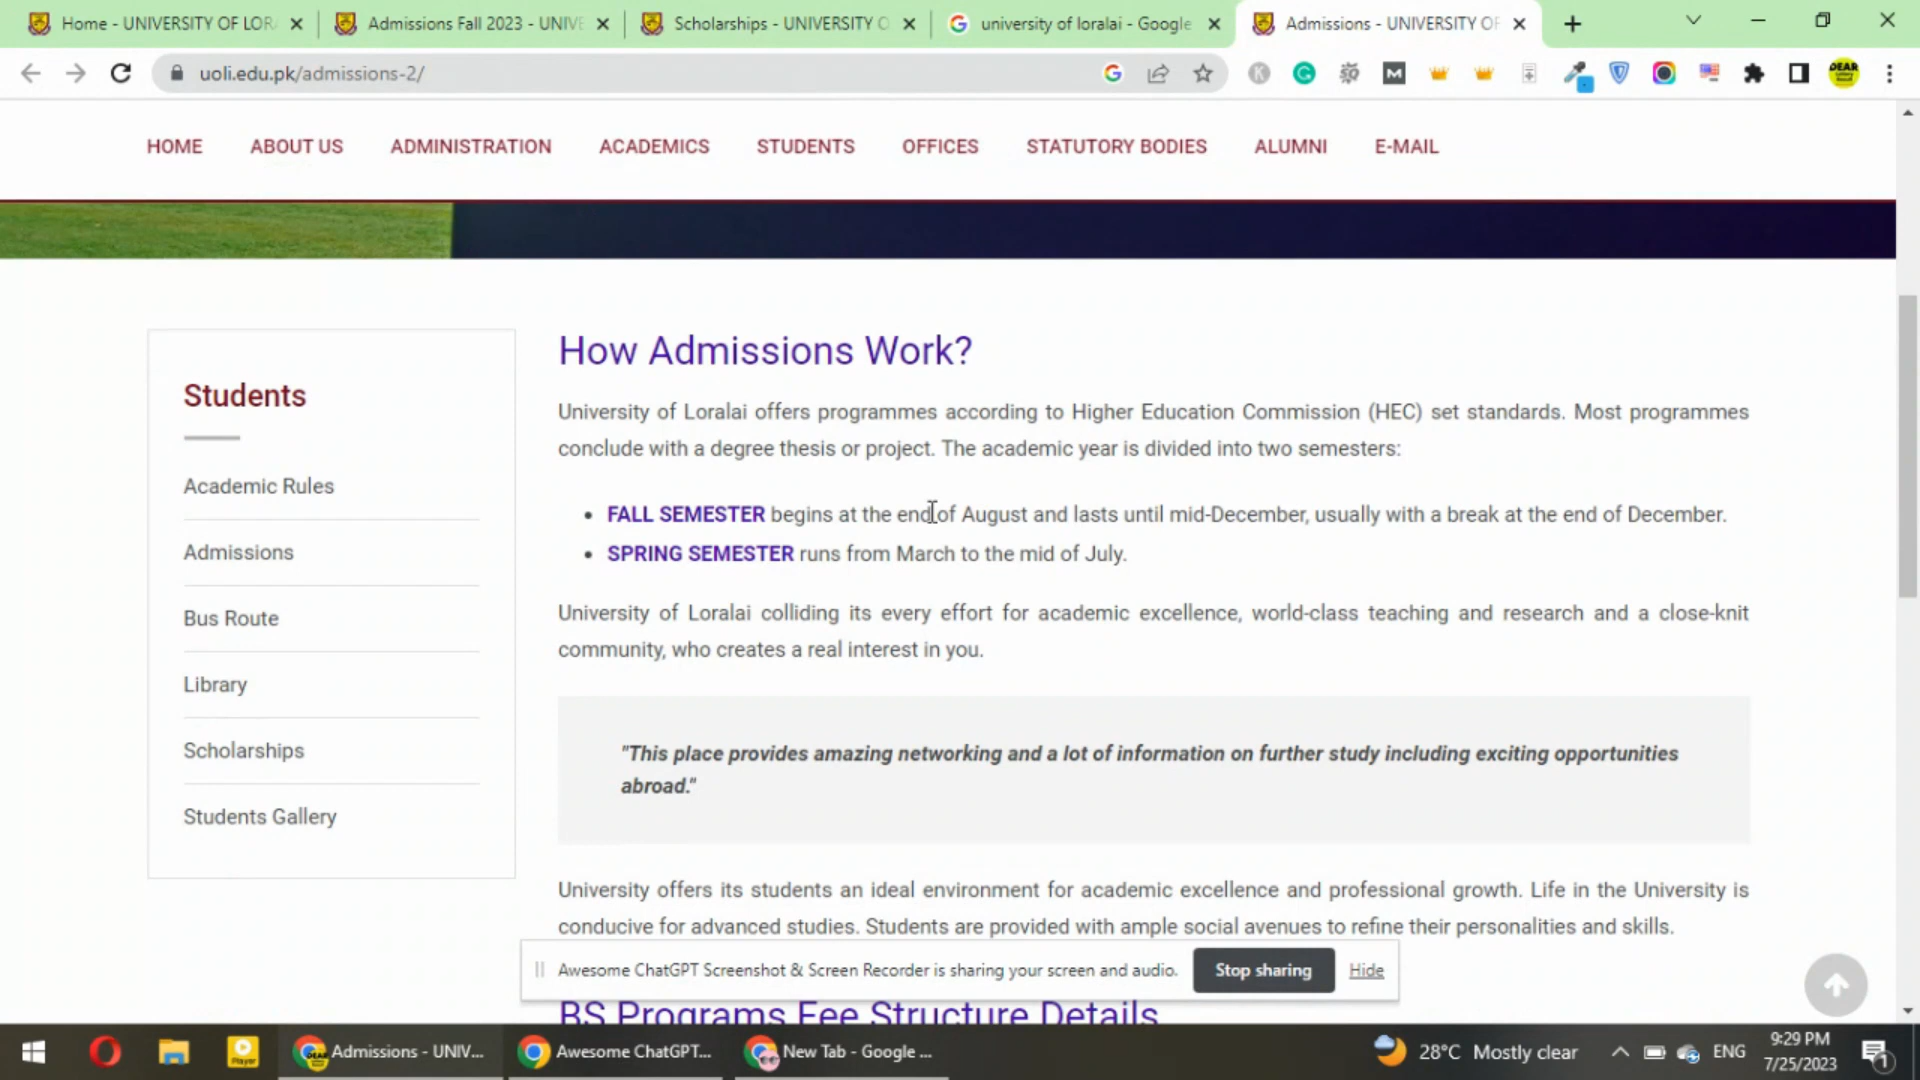 Home - UNIVERSITY OF LOR
Admissions Fall 2023 - UNIVE
Scholarships - UNIVERSITY O
university of loralai - Google
Admissions - UNIVERSITY OF
uoli.edu.pk/admissions-2/
HOME ABOUT US ADMINISTRATION ACADEMICS STUDENTS OFFICES STATUTORY BODIES ALUMNI E-MAIL
Students
Academic Rules
Admissions
Bus Route
Library
Scholarships
Students Gallery
How Admissions Work?
University of Loralai offers programmes according to Higher Education Commission (HEC) set standards. Most programmes
conclude with a degree thesis or project. The academic year is divided into two semesters:
• FALL SEMESTER begins at the end of August and lasts until mid-December, usually with a break at the end of December.
• SPRING SEMESTER runs from March to the mid of July.
University of Loralai colliding its every effort for academic excellence, world-class teaching and research and a close-knit
community, who creates a real interest in you.
"This place provides amazing networking and a lot of information on further study including exciting opportunities
abroad."
University offers its students an ideal environment for academic excellence and professional growth. Life in the University is
conducive for advanced studies. Students are provided with ample social avenues to refine their personalities and skills.
Awesome ChatGPT Screenshot & Screen Recorder is sharing your screen and audio. Stop sharing Hide
BS Programs Fee Structure Details
Player
Admissions - UNIV...
Awesome ChatGPT...
New Tab - Google ...
28°C Mostly clear
ENG
9:29 PM
7/25/2023
1